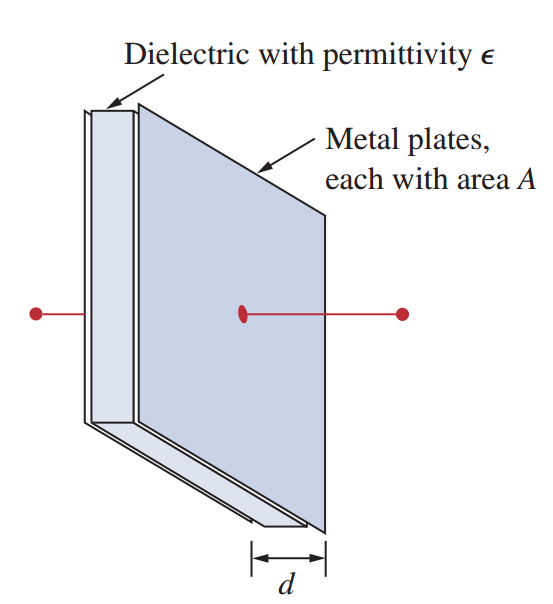 Dielectric with permittivity ϵ
Metal plates,
each with area A
d